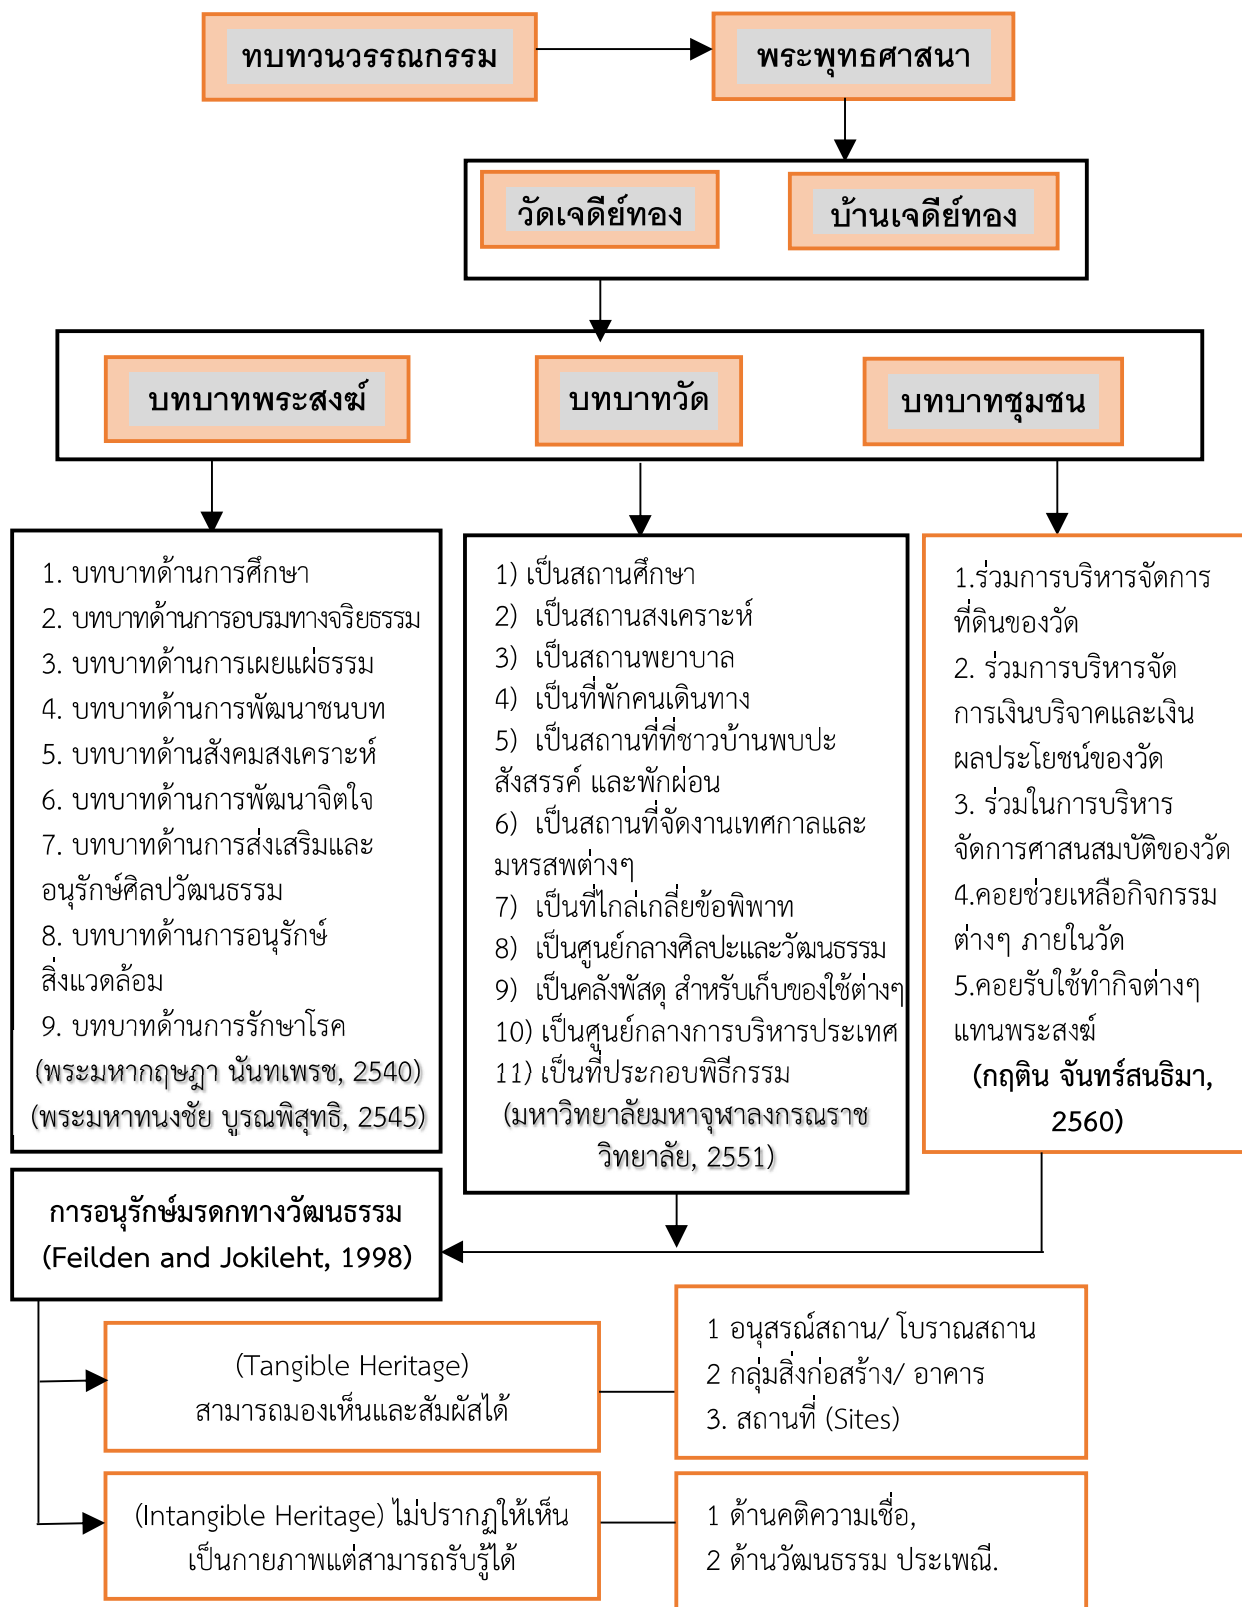 ทบทวนวรรณกรรม
พระพุทธศาสนา
วัดเจดีย์ทอง
บ้านเจดีย์ทอง
บทบาทพระสงฆ์
บทบาทวัด
บทบาทชุมชน
1. บทบาทด้านการศึกษา
2. บทบาทด้านการอบรมทางจริยธรรม
3. บทบาทด้านการเผยแผ่ธรรม
4. บทบาทด้านการพัฒนาชนบท
5. บทบาทด้านสังคมสงเคราะห์
6. บทบาทด้านการพัฒนาจิตใจ
7. บทบาทด้านการส่งเสริมและ
อนุรักษ์ศิลปวัฒนธรรม
8. บทบาทด้านการอนุรักษ์
สิ่งแวดล้อม
9. บทบาทด้านการรักษาโรค
(พระมหากฤษฎา นันทเพรช, 2540)
(พระมหาทนงชัย บูรณพิสุทธิ, 2545)
1) เป็นสถานศึกษา
2) เป็นสถานสงเคราะห์
3) เป็นสถานพยาบาล
4) เป็นที่พักคนเดินทาง
5) เป็นสถานที่ที่ชาวบ้านพบปะ
สังสรรค์ และพักผ่อน
6) เป็นสถานที่จัดงานเทศกาลและ
มหรสพต่างๆ
7) เป็นที่ไกล่เกลี่ยข้อพิพาท
8) เป็นศูนย์กลางศิลปะและวัฒนธรรม
9) เป็นคลังพัสดุ สำหรับเก็บของใช้ต่างๆ
10) เป็นศูนย์กลางการบริหารประเทศ
11) เป็นที่ประกอบพิธีกรรม
(มหาวิทยาลัยมหาจุฬาลงกรณราช
วิทยาลัย, 2551)
1.ร่วมการบริหารจัดการ
ที่ดินของวัด
2. ร่วมการบริหารจัด
การเงินบริจาคและเงิน
ผลประโยชน์ของวัด
3. ร่วมในการบริหาร
จัดการศาสนสมบัติของวัด
4.คอยช่วยเหลือกิจกรรม
ต่างๆ ภายในวัด
5.คอยรับใช้ทำกิจต่างๆ
แทนพระสงฆ์
(กฤติน จันทร์สนธิมา,
2560)
การอนุรักษ์มรดกทางวัฒนธรรม
(Feilden and Jokileht, 1998)
(Tangible Heritage)
สามารถมองเห็นและสัมผัสได้
1 อนุสรณ์สถาน/ โบราณสถาน
2 กลุ่มสิ่งก่อสร้าง/ อาคาร
3. สถานที่ (Sites)
(Intangible Heritage) ไม่ปรากฏให้เห็น
เป็นกายภาพแต่สามารถรับรู้ได้
1 ด้านคติความเชื่อ,
2 ด้านวัฒนธรรม ประเพณี.